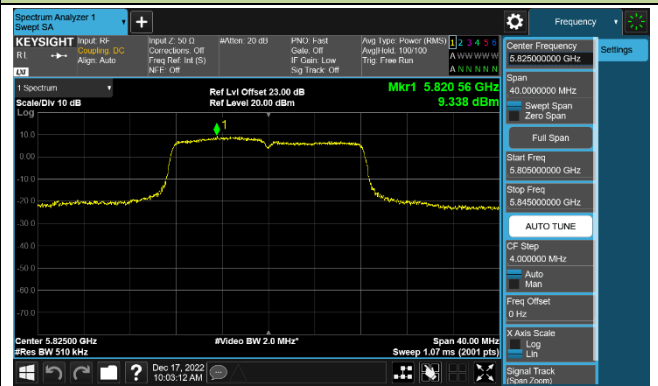 Spectrum Analyzer 1
Swept SA
+
Frequency
KEYSIGHT
RL
LXI
Input: RF
Coupling: DC
Align: Auto
Input Z: 50 Ω
Corrections: Off
Freq Ref: Int (S)
NFE: Off
#Atten: 20 dB
PNO: Fast
Gate: Off
IF Gain: Low
Sig Track: Off
Avg Type: Power (RMS)
Avg|Hold: 100/100
Trig: Free Run
1 2 3 4 5 6
A W W W W W
A N N N N N
1 Spectrum
Scale/Div 10 dB
Log
Ref Lvl Offset 23.00 dB
Ref Level 20.00 dBm
Mkr1 5.820 56 GHz
9.338 dBm
1
10.0
0.00
-10.0
-20.0
-30.0
-40.0
-50.0
-60.0
-70.0
Center 5.82500 GHz
#Res BW 510 kHz
#Video BW 2.0 MHz*
Span 40.00 MHz
Sweep 1.07 ms (2001 pts)
Center Frequency
5.825000000 GHz
Settings
Span
40.0000000 MHz
Swept Span
Zero Span
Full Span
Start Freq
5.805000000 GHz
Stop Freq
5.845000000 GHz
AUTO TUNE
CF Step
4.000000 MHz
Auto
Man
Freq Offset
0 Hz
X Axis Scale
Log
Lin
Signal Track
(Span Zoom)
?
Dec 17, 2022
10:03:12 AM